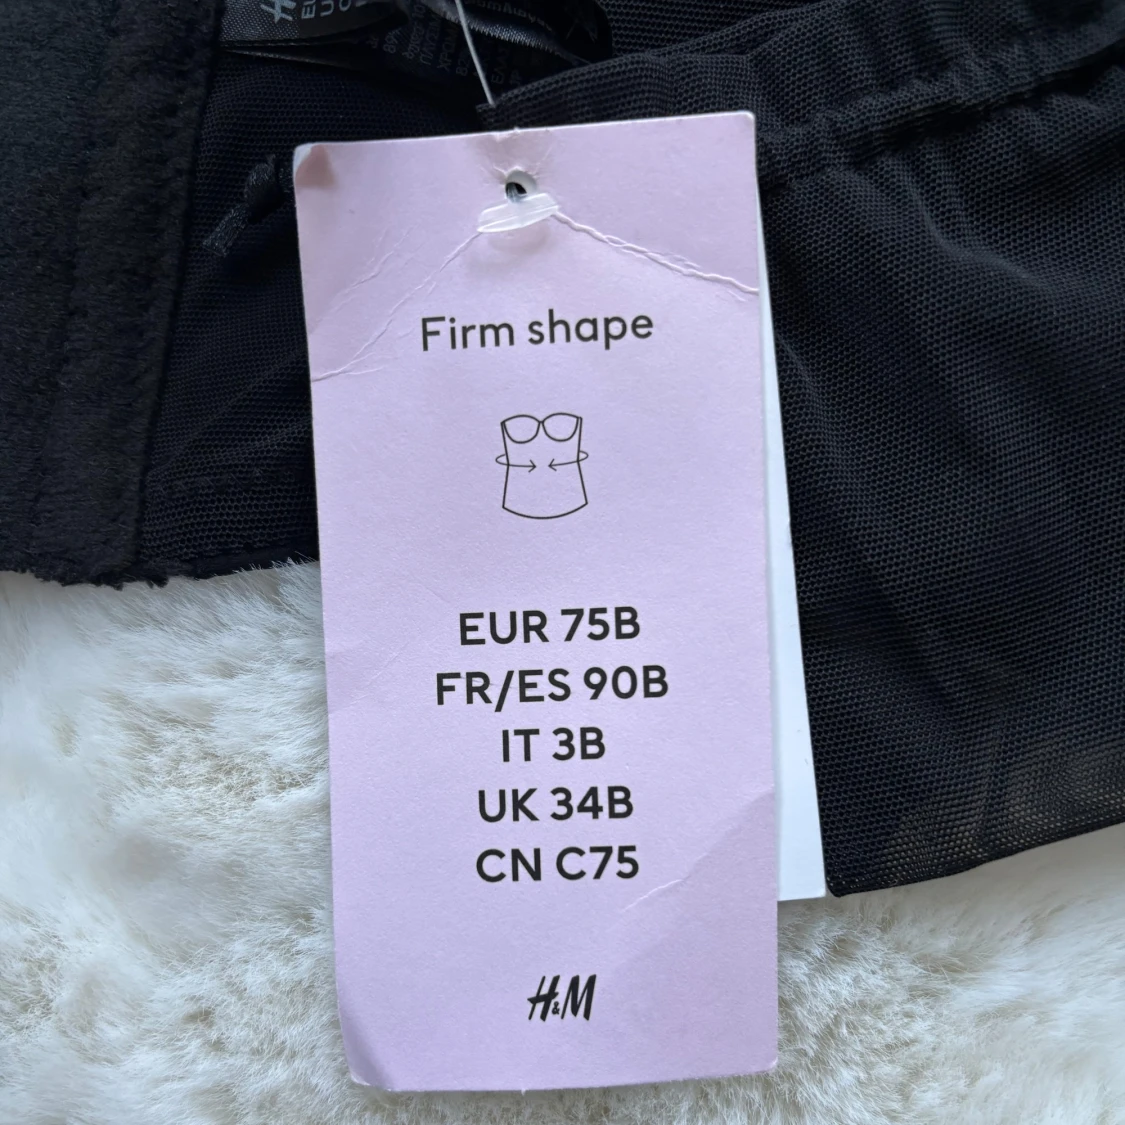 H
Firm shape
EUR 75B
FR/ES 90B
IT 3B
UK 34B
CN C75
H&M